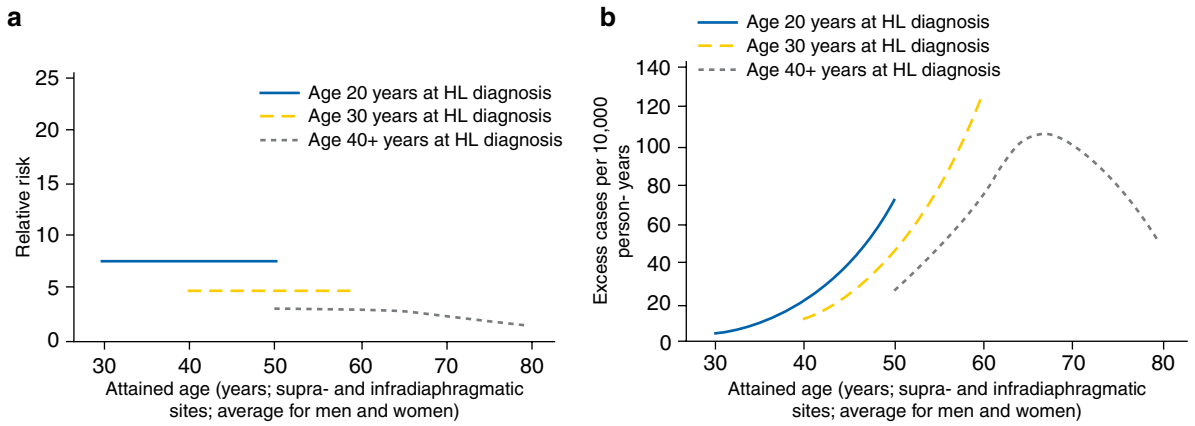 a
25
20
15
10
5
0
Relative risk
Age 20 years at HL diagnosis
Age 30 years at HL diagnosis
Age 40+ years at HL diagnosis
30 40 50 60 70 80
Attained age (years; supra- and infradiaphragmatic
sites; average for men and women)
b
Age 20 years at HL diagnosis
Age 30 years at HL diagnosis
Age 40+ years at HL diagnosis
140
120
100
80
60
40
20
0
Excess cases per 10,000
person- years
30 40 50 60 70 80
Attained age (years; supra- and infradiaphragmatic
sites; average for men and women)